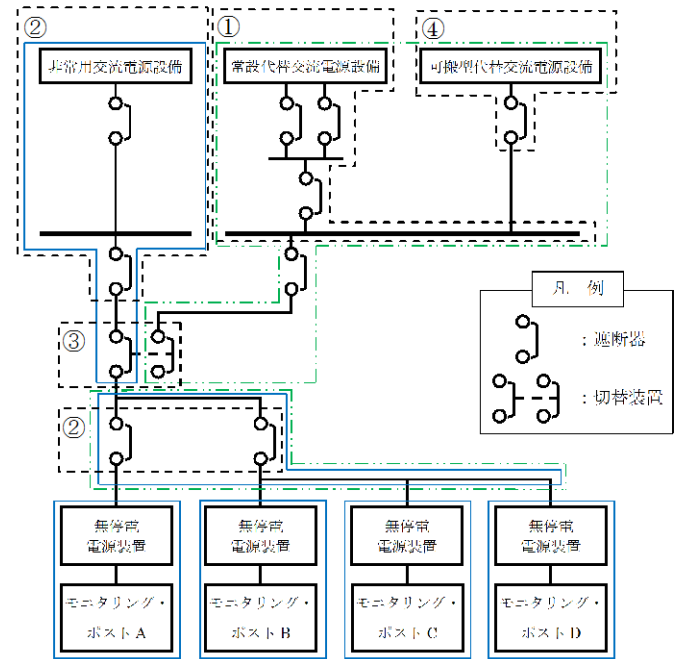 ② ① ④
非常用交流電源設備 常設代替交流電源設備 可搬型代替交流電源設備
凡 例
：遮断器
③
：切替装置
②
無停電 無停電 無停電 無停電
電源装置 電源装置 電源装置 電源装置
モニタリング・ モニタリング・ モニタリング・ モニタリング・
ポストA ポストB ポストC ポストD